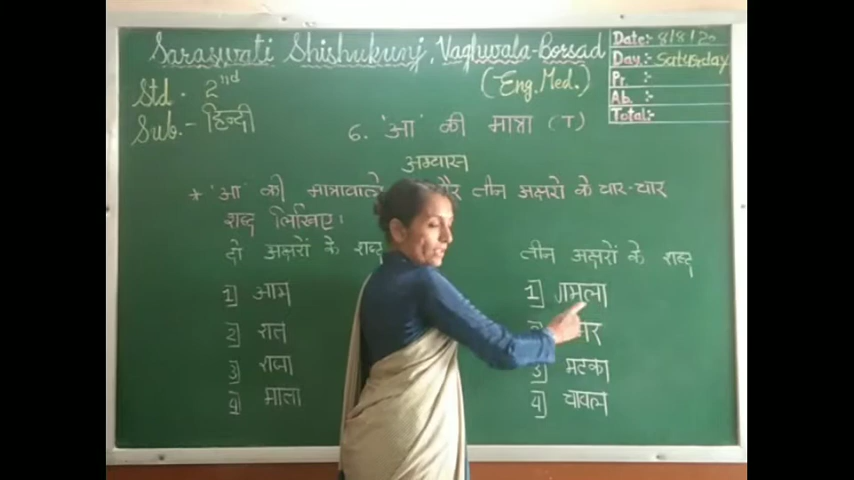 Saraswati Shishukunj, Vaghwala-Borsad
(Eng. Med.)
Date:- 8/8/20
Day:- Saturday
Pr. :-
Ab. :-
Total:-
Std. - 2nd
Sub. - हिन्दी
6. 'आ' की मात्रा (ा)
अभ्यास
* 'आ' की मात्रावाले तीन अक्षरो के चार-चार
शब्द लिखिए।
दो अक्षरों के शब्द
1] आम
2] रात
3] राजा
4] माला
तीन अक्षरों के शब्द
1] गमला
3] मटका
4] चावल